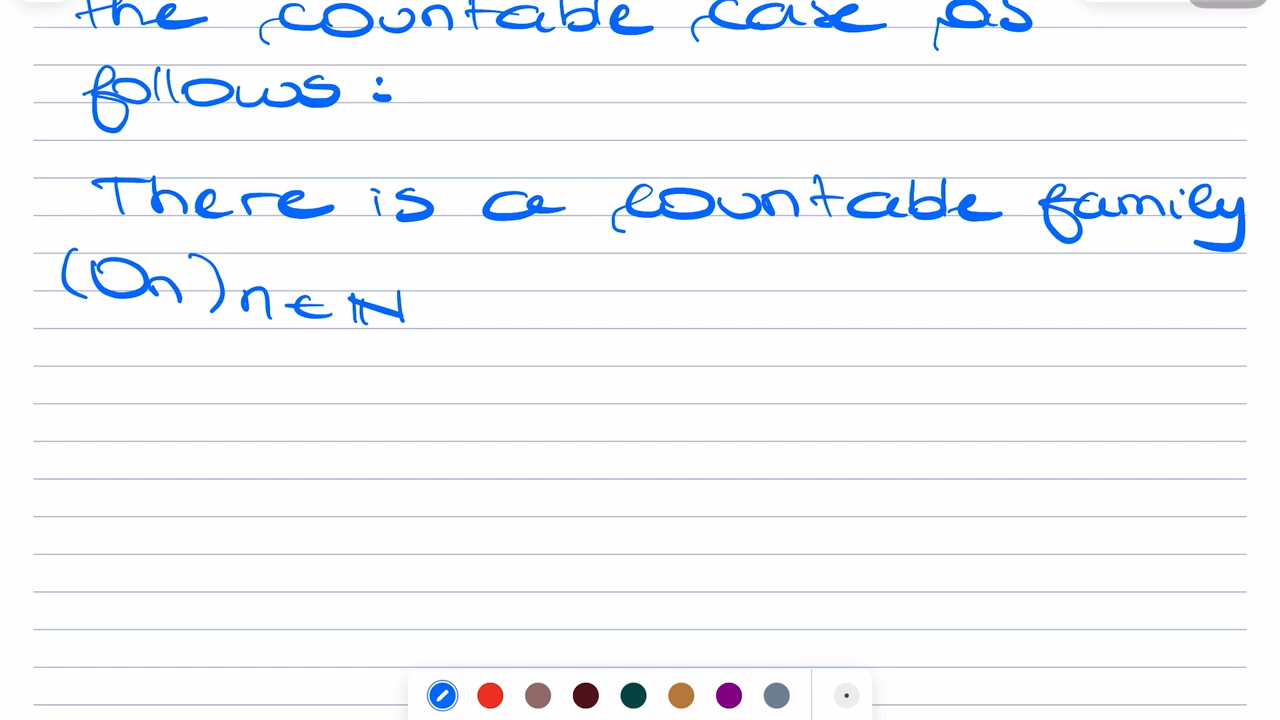 the countable case as
follows:
There is a countable family
(On)n∈ℕ